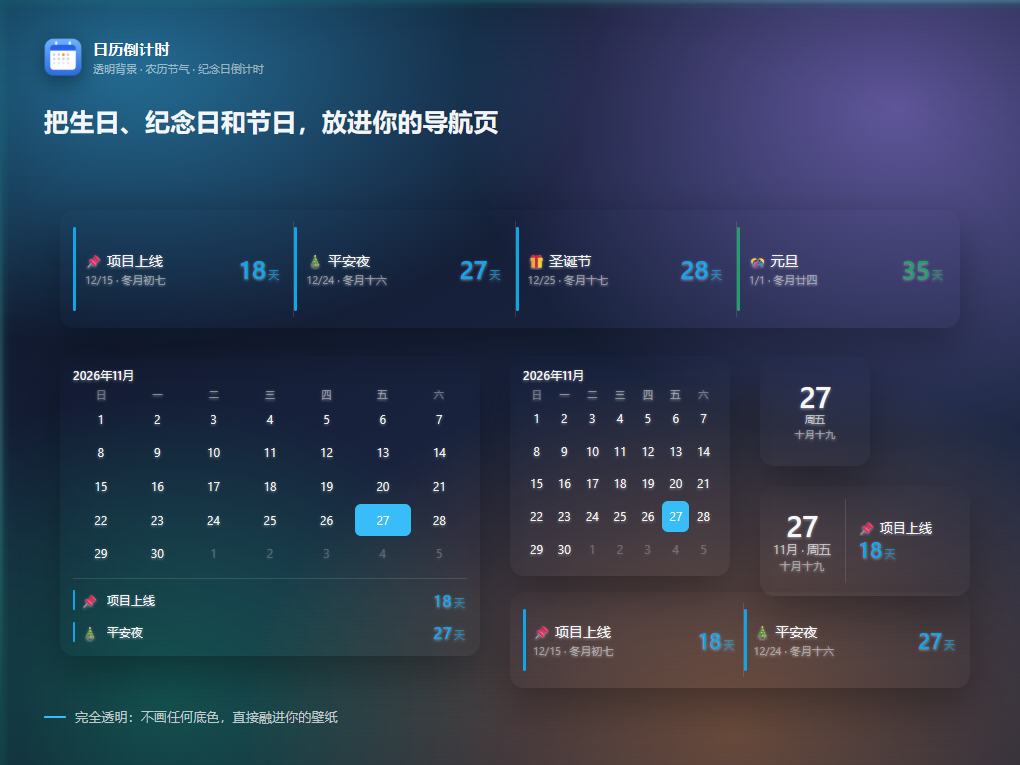 日历倒计时
透明背景 · 农历节气 · 纪念日倒计时
把生日、纪念日和节日，放进你的导航页
项目上线
12/15 · 冬月初七
18天
平安夜
12/24 · 冬月十六
27天
圣诞节
12/25 · 冬月十七
28天
元旦
1/1 · 冬月廿四
35天
2026年11月
日 一 二 三 四 五 六
1 2 3 4 5 6 7
8 9 10 11 12 13 14
15 16 17 18 19 20 21
22 23 24 25 26 27 28
29 30 1 2 3 4 5
项目上线 18天
平安夜 27天
2026年11月
日 一 二 三 四 五 六
1 2 3 4 5 6 7
8 9 10 11 12 13 14
15 16 17 18 19 20 21
22 23 24 25 26 27 28
29 30 1 2 3 4 5
27
周五
十月十九
27
11月 · 周五
十月十九
项目上线
18天
项目上线
12/15 · 冬月初七
18天
平安夜
12/24 · 冬月十六
27天
完全透明：不画任何底色，直接融进你的壁纸